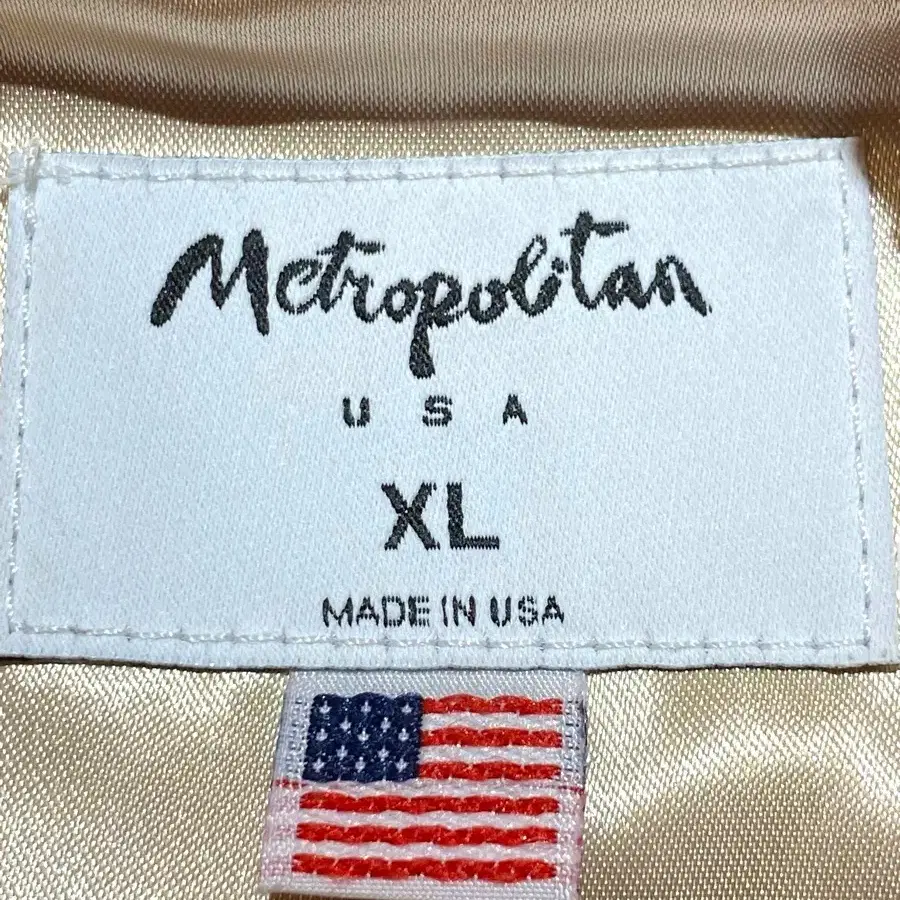 Metropolitan
USA
XL
MADE IN USA